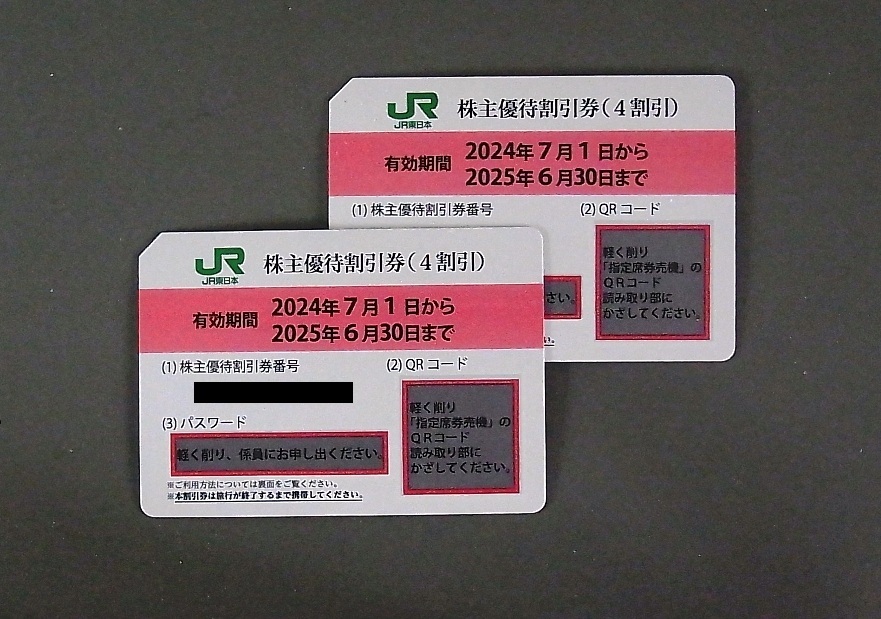 JR
JR東日本
株主優待割引券(4割引)
有効期間
2024年7月1日から
2025年6月30日まで
(1) 株主優待割引券番号
(2) QRコード
軽く削り
「指定席券売機」の
QRコード
読み取り部に
かざしてください。
さい。
い。
JR
JR東日本
株主優待割引券(4割引)
有効期間
2024年7月1日から
2025年6月30日まで
(1) 株主優待割引券番号
(2) QRコード
(3) パスワード
軽く削り、係員にお申し出ください。
軽く削り
「指定席券売機」の
QRコード
読み取り部に
かざしてください。
※ご利用方法については裏面をご覧ください。
※本割引券は旅行が終了するまで携帯してください。